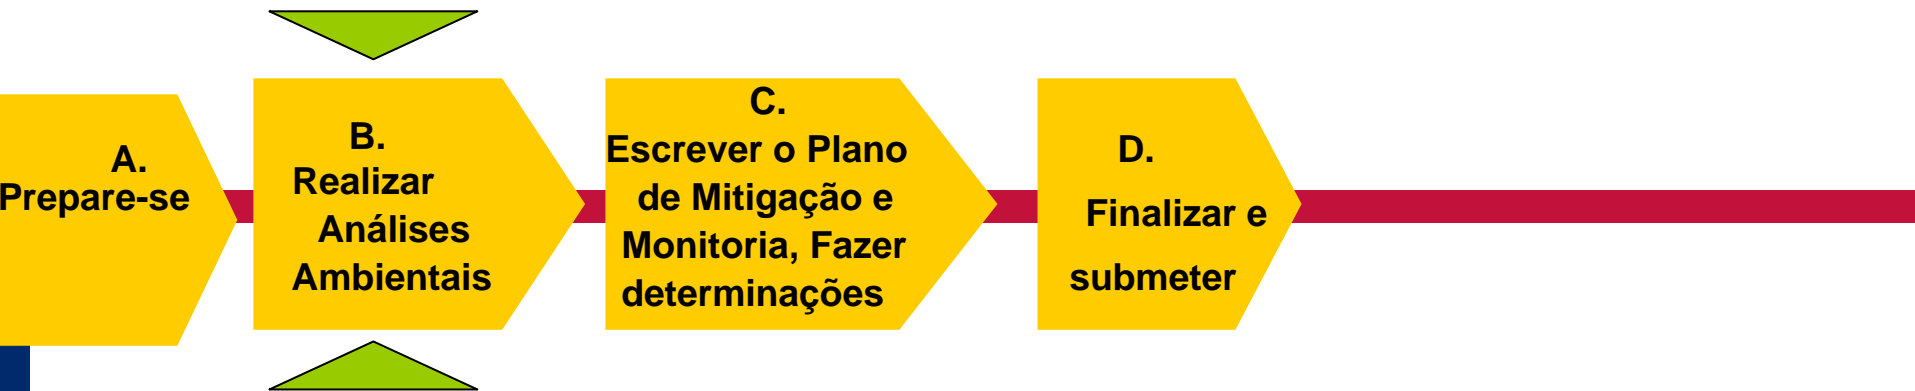 A.
Prepare-se
B.
Realizar
Análises
Ambientais
C.
Escrever o Plano
de Mitigação e
Monitoria, Fazer
determinações
D.
Finalizar e
submeter